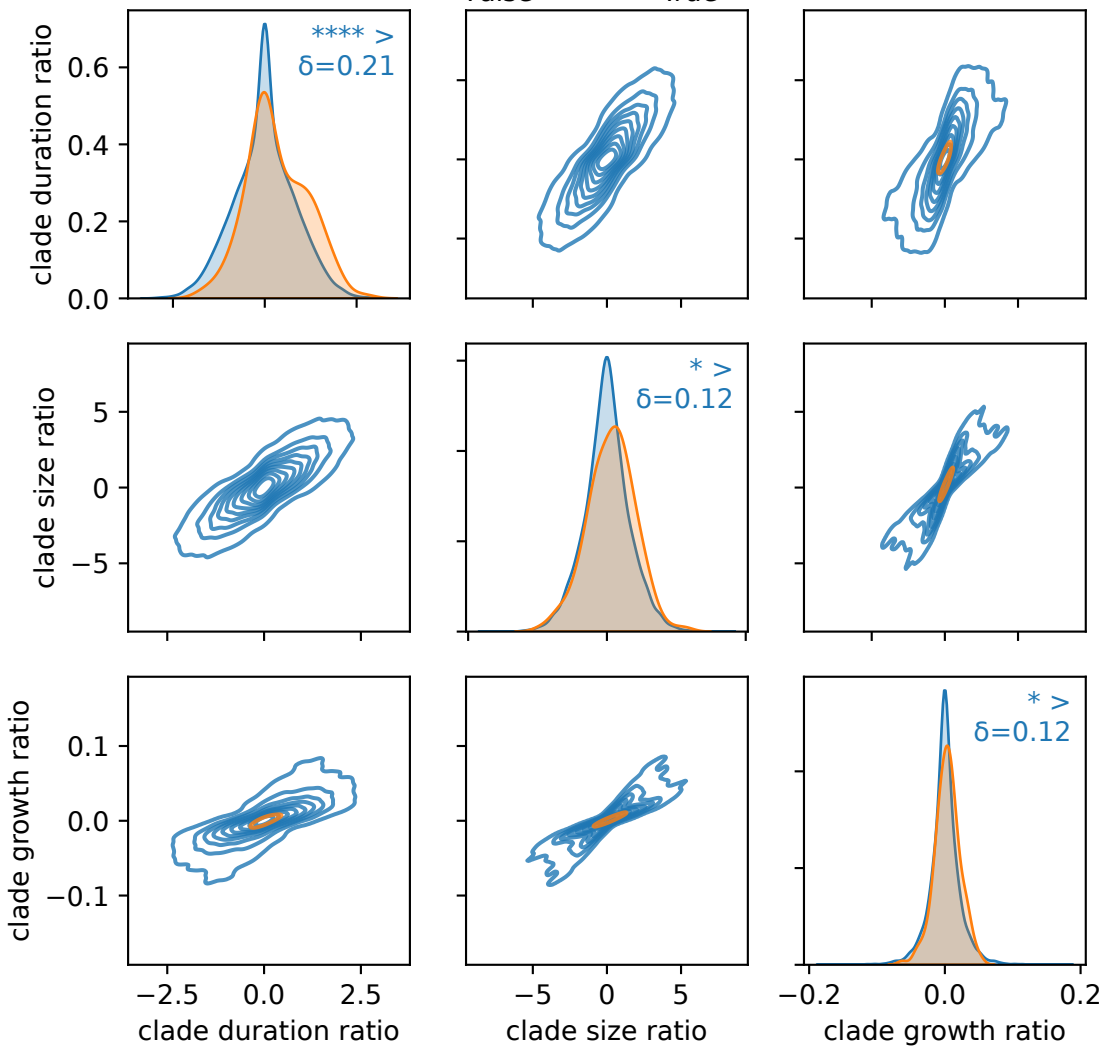 **** >
δ=0.21
clade duration ratio
0.6
0.4
0.2
0.0
clade size ratio
5
0
−5
* >
δ=0.12
clade growth ratio
0.1
0.0
−0.1
* >
δ=0.12
−2.5 0.0 2.5
−5 0 5
−0.2 0.0 0.2
clade duration ratio
clade size ratio
clade growth ratio